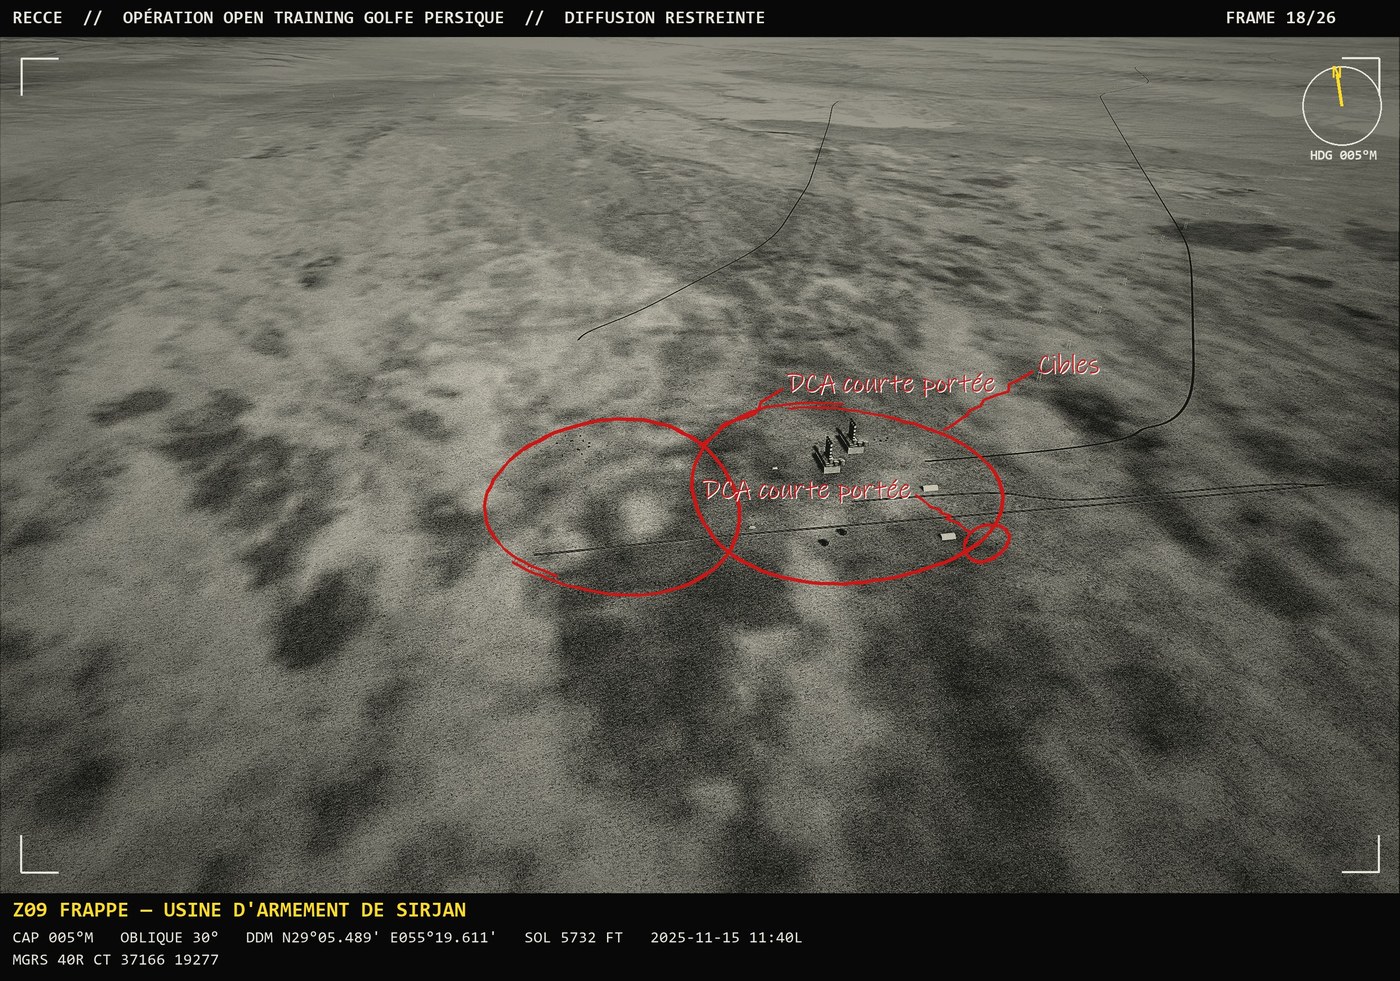 RECCE // OPÉRATION OPEN TRAINING GOLFE PERSIQUE // DIFFUSION RESTREINTE
FRAME 18/26
N
HDG 005°M
Cibles
DCA courte portée
DCA courte portée
Z09 FRAPPE — USINE D'ARMEMENT DE SIRJAN
CAP 005°M OBLIQUE 30° DDM N29°05.489' E055°19.611' SOL 5732 FT 2025-11-15 11:40L
MGRS 40R CT 37166 19277